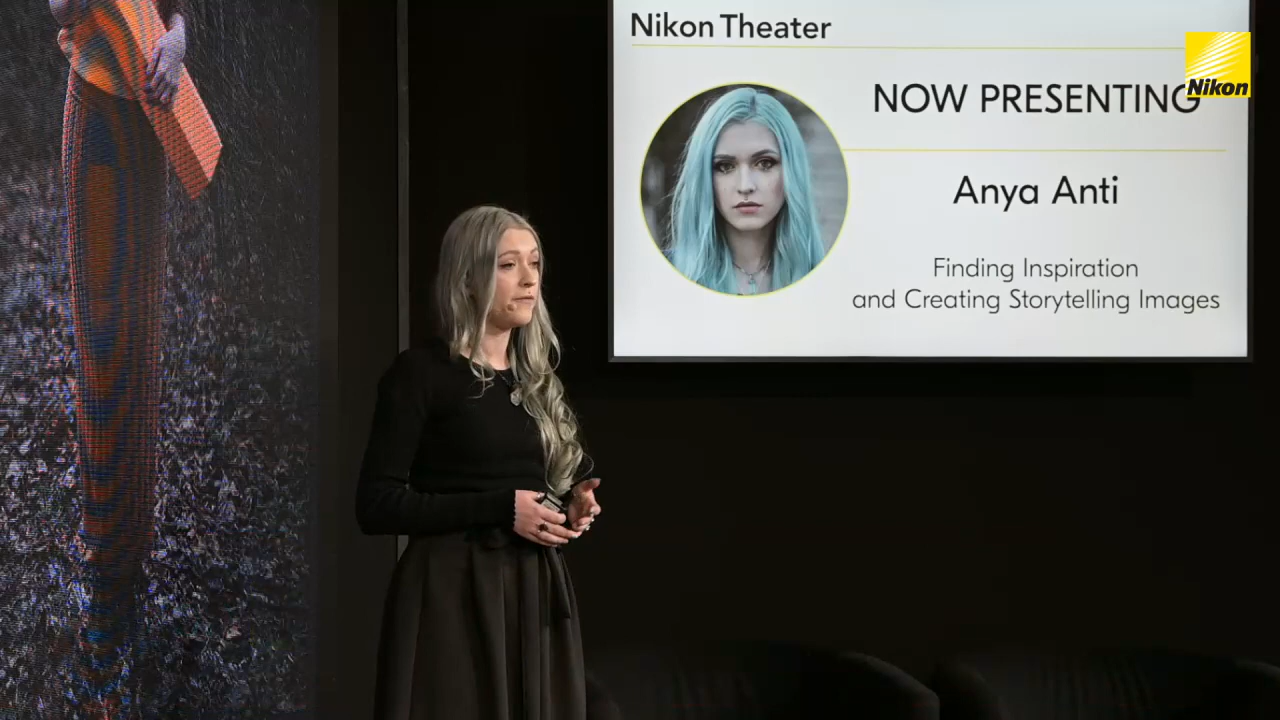 Nikon Theater
Nikon
NOW PRESENTING
Anya Anti
Finding Inspiration
and Creating Storytelling Images